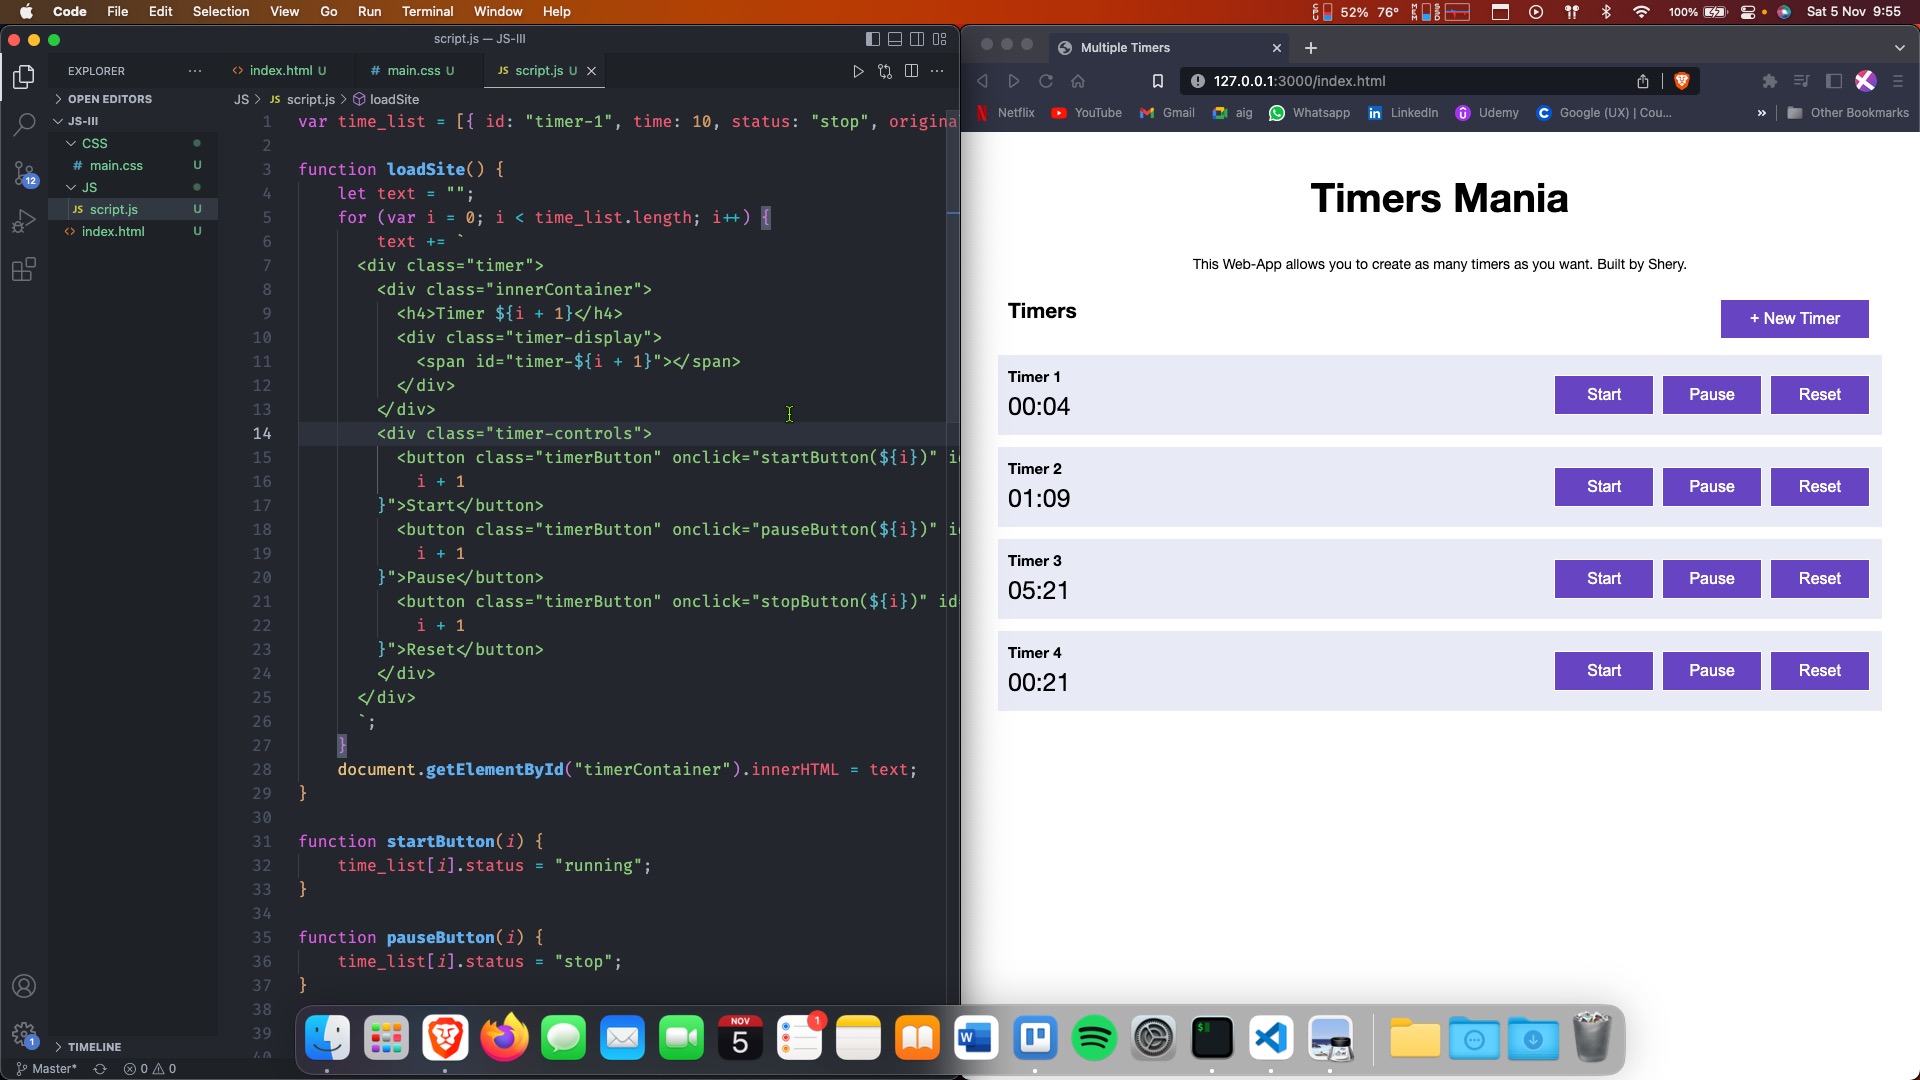 Code File Edit Selection View Go Run Terminal Window Help
52% 76° 100% Sat 5 Nov 9:55
script.js — JS-III
EXPLORER
OPEN EDITORS
JS-III
CSS
# main.css U
JS
JS script.js U
<> index.html U
12
1
TIMELINE
Master* 0 0
<> index.html U # main.css U JS script.js U
JS > JS script.js > loadSite
1 var time_list = [{ id: "timer-1", time: 10, status: "stop", origina
2
3 function loadSite() {
4 let text = "";
5 for (var i = 0; i < time_list.length; i++) {
6 text += `
7 <div class="timer">
8 <div class="innerContainer">
9 <h4>Timer ${i + 1}</h4>
10 <div class="timer-display">
11 <span id="timer-${i + 1}"></span>
12 </div>
13 </div>
14 <div class="timer-controls">
15 <button class="timerButton" onclick="startButton(${i})" i
16 i + 1
17 }">Start</button>
18 <button class="timerButton" onclick="pauseButton(${i})" i
19 i + 1
20 }">Pause</button>
21 <button class="timerButton" onclick="stopButton(${i})" id
22 i + 1
23 }">Reset</button>
24 </div>
25 </div>
26 `;
27 }
28 document.getElementById("timerContainer").innerHTML = text;
29 }
30
31 function startButton(i) {
32 time_list[i].status = "running";
33 }
34
35 function pauseButton(i) {
36 time_list[i].status = "stop";
37 }
38
39
Multiple Timers
127.0.0.1:3000/index.html
Netflix YouTube Gmail aig Whatsapp LinkedIn Udemy Google (UX) | Cou... » Other Bookmarks
Timers Mania
This Web-App allows you to create as many timers as you want. Built by Shery.
Timers
+ New Timer
Timer 1
00:04
Start Pause Reset
Timer 2
01:09
Start Pause Reset
Timer 3
05:21
Start Pause Reset
Timer 4
00:21
Start Pause Reset
NOV
5
1
W
$